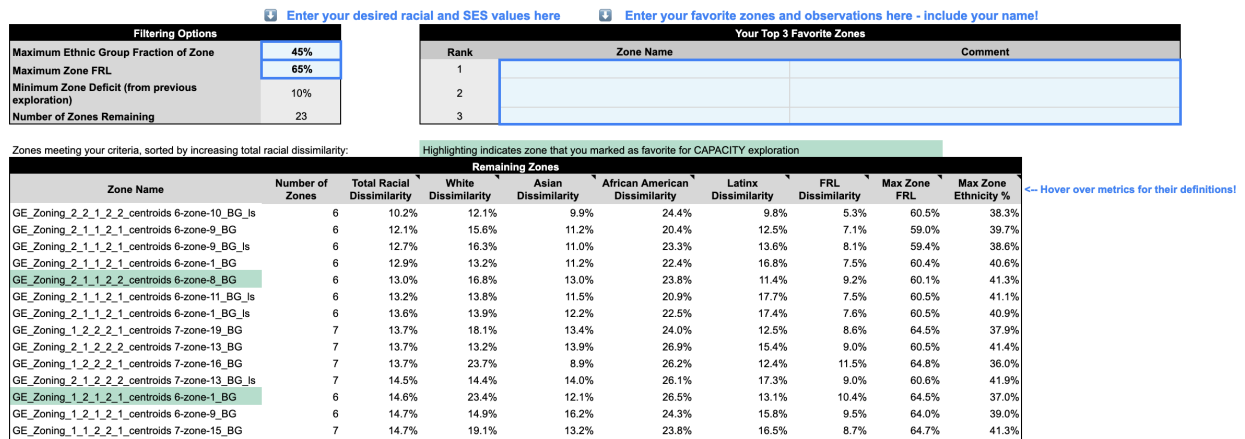 Enter your desired racial and SES values here
Enter your favorite zones and observations here - include your name!
Filtering Options
Maximum Ethnic Group Fraction of Zone 45%
Maximum Zone FRL 65%
Minimum Zone Deficit (from previous exploration) 10%
Number of Zones Remaining 23
Your Top 3 Favorite Zones
Rank Zone Name Comment
1
2
3
Zones meeting your criteria, sorted by increasing total racial dissimilarity:
Highlighting indicates zone that you marked as favorite for CAPACITY exploration
Remaining Zones
Zone Name Number of Zones Total Racial Dissimilarity White Dissimilarity Asian Dissimilarity African American Dissimilarity Latinx Dissimilarity FRL Dissimilarity Max Zone FRL Max Zone Ethnicity %
<-- Hover over metrics for their definitions!
GE_Zoning_2_2_1_2_2_centroids 6-zone-10_BG_ls 6 10.2% 12.1% 9.9% 24.4% 9.8% 5.3% 60.5% 38.3%
GE_Zoning_2_1_1_2_1_centroids 6-zone-9_BG 6 12.1% 15.6% 11.2% 20.4% 12.5% 7.1% 59.0% 39.7%
GE_Zoning_2_1_1_2_1_centroids 6-zone-9_BG_ls 6 12.7% 16.3% 11.0% 23.3% 13.6% 8.1% 59.4% 38.6%
GE_Zoning_2_1_1_2_1_centroids 6-zone-1_BG 6 12.9% 13.2% 11.2% 22.4% 16.8% 7.5% 60.4% 40.6%
GE_Zoning_2_1_1_2_2_centroids 6-zone-8_BG 6 13.0% 16.8% 13.0% 23.8% 11.4% 9.2% 60.1% 41.3%
GE_Zoning_2_1_1_2_1_centroids 6-zone-11_BG_ls 6 13.2% 13.8% 11.5% 20.9% 17.7% 7.5% 60.5% 41.1%
GE_Zoning_2_1_1_2_1_centroids 6-zone-1_BG_ls 6 13.6% 13.9% 12.2% 22.5% 17.4% 7.6% 60.5% 40.9%
GE_Zoning_1_2_2_2_1_centroids 7-zone-19_BG 7 13.7% 18.1% 13.4% 24.0% 12.5% 8.6% 64.5% 37.9%
GE_Zoning_2_1_2_2_2_centroids 7-zone-13_BG 7 13.7% 13.2% 13.9% 26.9% 15.4% 9.0% 60.5% 41.4%
GE_Zoning_1_2_2_2_1_centroids 7-zone-16_BG 7 13.7% 23.7% 8.9% 26.2% 12.4% 11.5% 64.8% 36.0%
GE_Zoning_2_1_2_2_2_centroids 7-zone-13_BG_ls 7 14.5% 14.4% 14.0% 26.1% 17.3% 9.0% 60.6% 41.9%
GE_Zoning_1_2_1_2_1_centroids 6-zone-1_BG 6 14.6% 23.4% 12.1% 26.5% 13.1% 10.4% 64.5% 37.0%
GE_Zoning_1_2_1_2_1_centroids 6-zone-9_BG 6 14.7% 14.9% 16.2% 24.3% 15.8% 9.5% 64.0% 39.0%
GE_Zoning_1_1_2_2_1_centroids 7-zone-15_BG 7 14.7% 19.1% 13.2% 23.8% 16.5% 8.7% 64.7% 41.3%